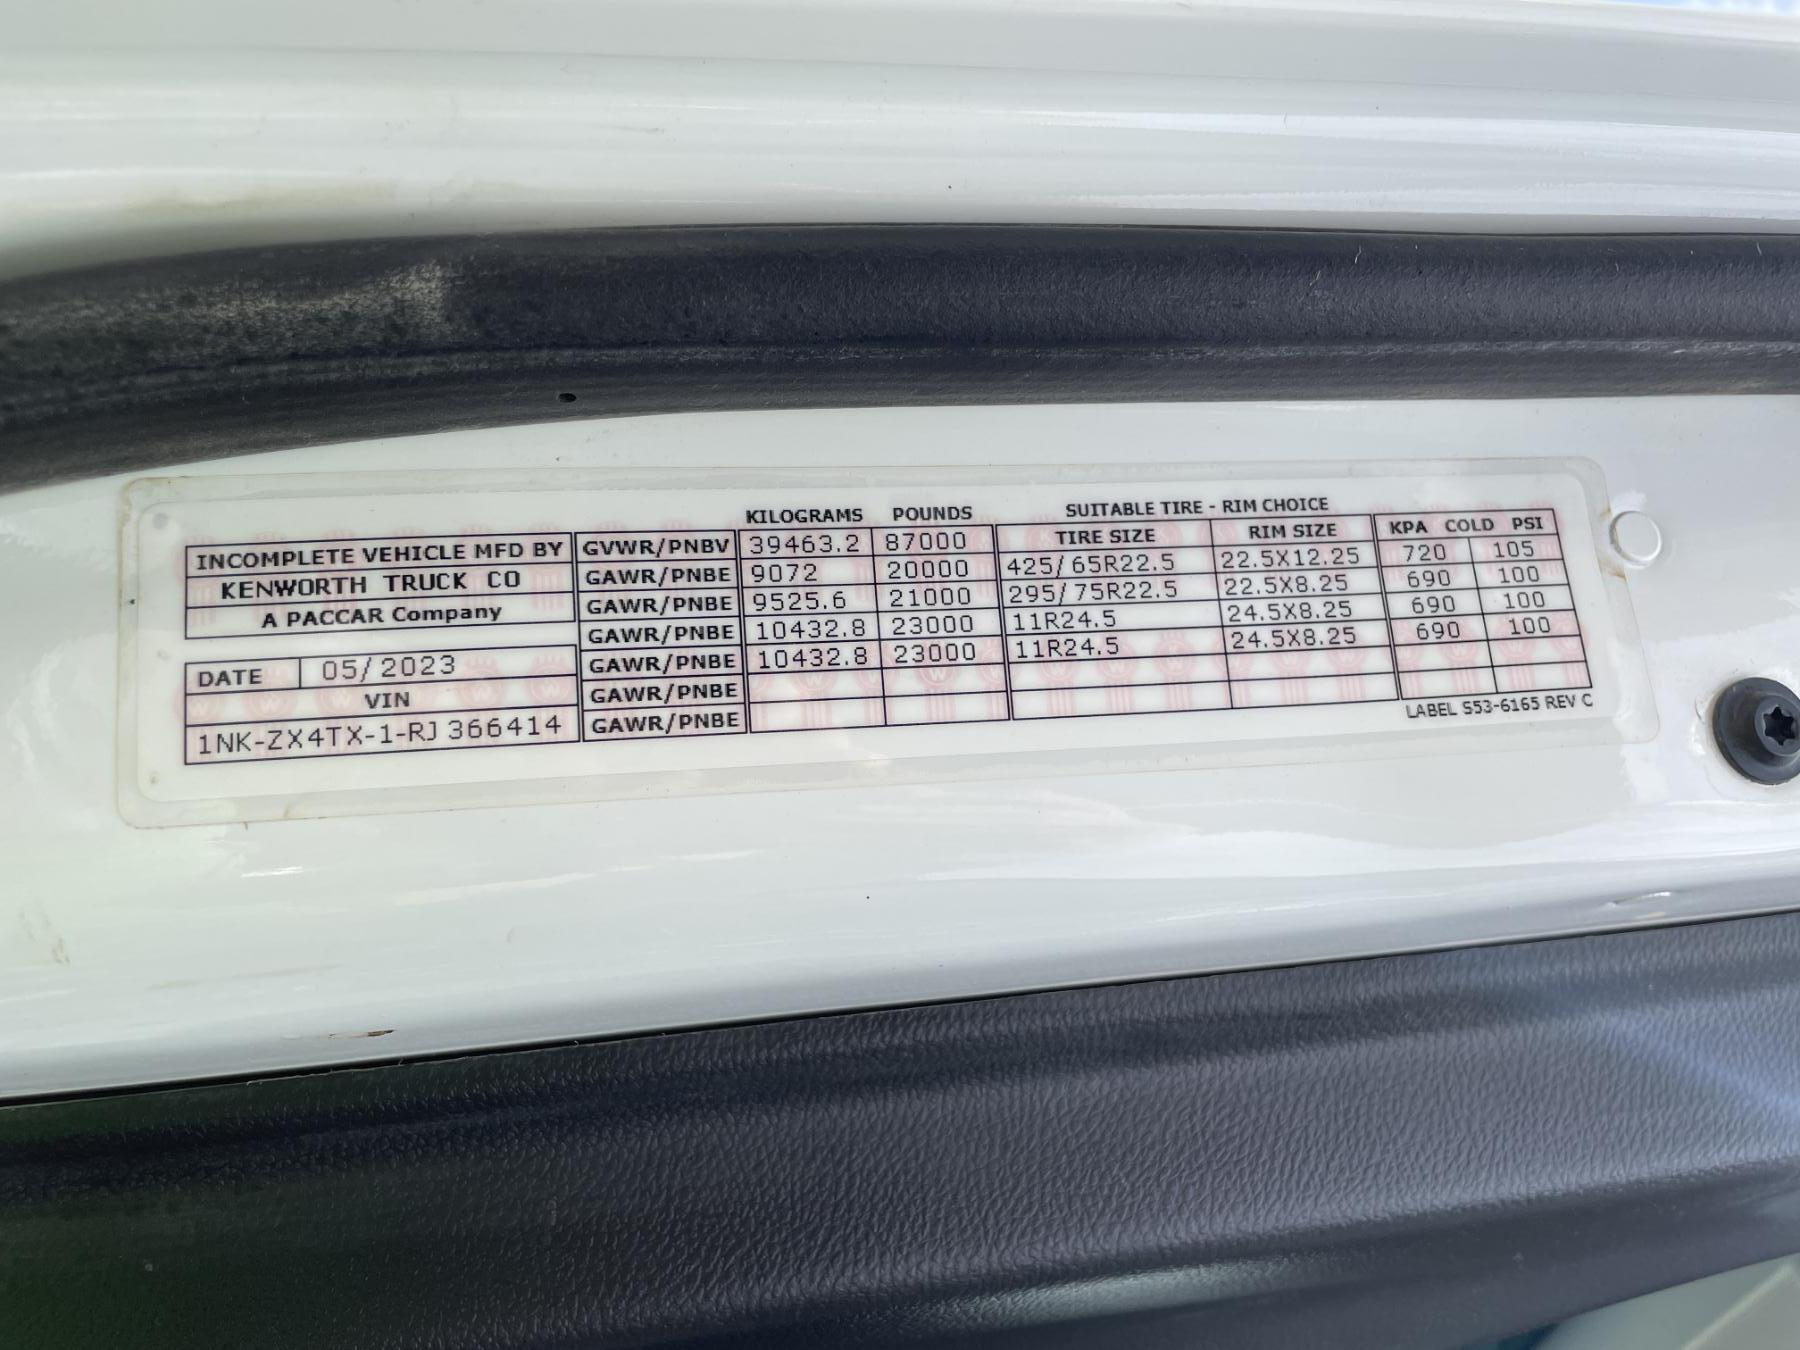 KILOGRAMS POUNDS SUITABLE TIRE - RIM CHOICE
INCOMPLETE VEHICLE MFD BY
KENWORTH TRUCK CO
A PACCAR Company
DATE 05/2023
VIN
1NK-ZX4TX-1-RJ366414
TIRE SIZE RIM SIZE KPA COLD PSI
GVWR/PNBV 39463.2 87000
GAWR/PNBE 9072 20000 425/65R22.5 22.5X12.25 720 105
GAWR/PNBE 9525.6 21000 295/75R22.5 22.5X8.25 690 100
GAWR/PNBE 10432.8 23000 11R24.5 24.5X8.25 690 100
GAWR/PNBE 10432.8 23000 11R24.5 24.5X8.25 690 100
GAWR/PNBE
GAWR/PNBE
LABEL S53-6165 REV C